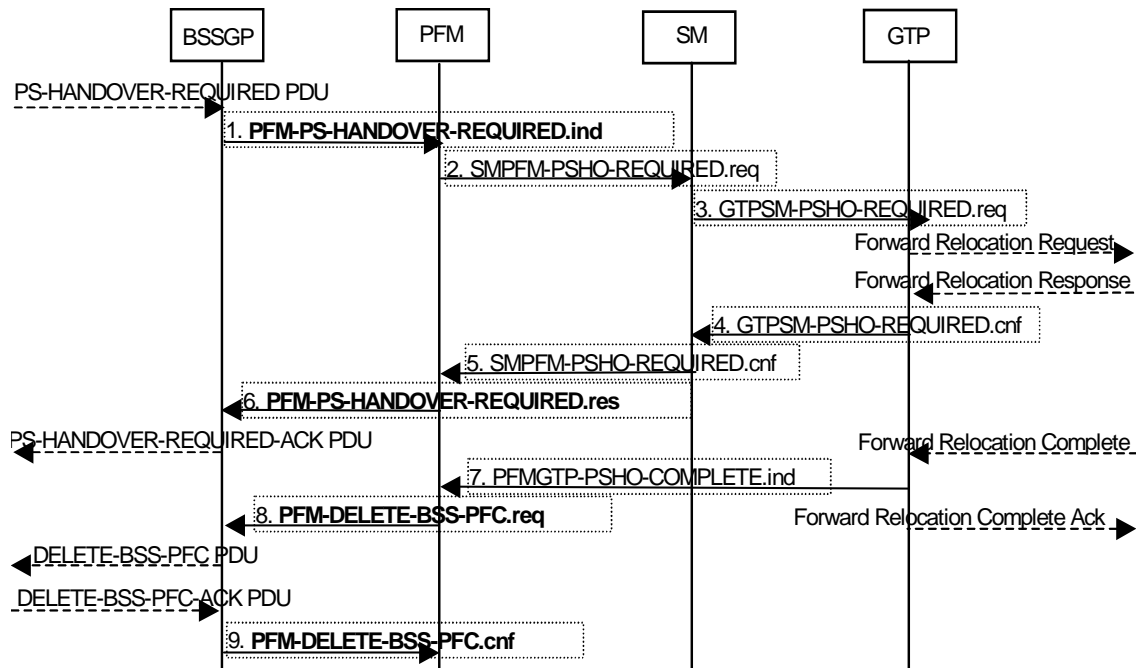 BSSGP
PFM
SM
GTP
PS-HANDOVER-REQUIRED PDU
1. PFM-PS-HANDOVER-REQUIRED.ind
2. SMPFM-PSHO-REQUIRED.req
3. GTPSM-PSHO-REQUIRED.req
Forward Relocation Request
Forward Relocation Response
4. GTPSM-PSHO-REQUIRED.cnf
5. SMPFM-PSHO-REQUIRED.cnf
6. PFM-PS-HANDOVER-REQUIRED.res
PS-HANDOVER-REQUIRED-ACK PDU
Forward Relocation Complete
7. PFMGTP-PSHO-COMPLETE.ind
8. PFM-DELETE-BSS-PFC.req
Forward Relocation Complete Ack
DELETE-BSS-PFC PDU
DELETE-BSS-PFC-ACK PDU
9. PFM-DELETE-BSS-PFC.cnf